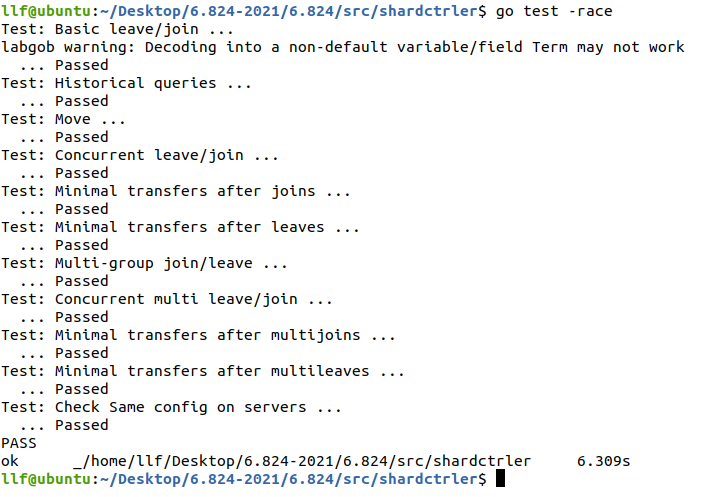 llf@ubuntu:~/Desktop/6.824-2021/6.824/src/shardctrler$ go test -race
Test: Basic leave/join ...
labgob warning: Decoding into a non-default variable/field Term may not work
  ... Passed
Test: Historical queries ...
  ... Passed
Test: Move ...
  ... Passed
Test: Concurrent leave/join ...
  ... Passed
Test: Minimal transfers after joins ...
  ... Passed
Test: Minimal transfers after leaves ...
  ... Passed
Test: Multi-group join/leave ...
  ... Passed
Test: Concurrent multi leave/join ...
  ... Passed
Test: Minimal transfers after multijoins ...
  ... Passed
Test: Minimal transfers after multileaves ...
  ... Passed
Test: Check Same config on servers ...
  ... Passed
PASS
ok      _/home/llf/Desktop/6.824-2021/6.824/src/shardctrler     6.309s
llf@ubuntu:~/Desktop/6.824-2021/6.824/src/shardctrler$